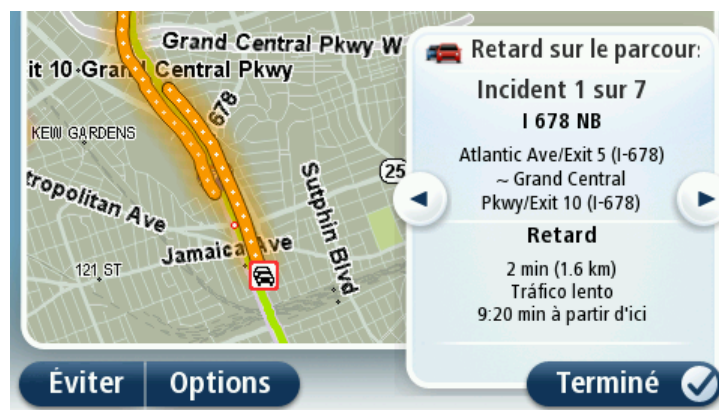 Grand Central Pkwy W
it 10-Grand Central Pkwy
I 678
KEW GARDENS
tropolitan Ave
Sutphin Blvd
25
Jamaica Ave
121 ST
Retard sur le parcours
Incident 1 sur 7
I 678 NB
Atlantic Ave/Exit 5 (I-678)
~ Grand Central
Pkwy/Exit 10 (I-678)
Retard
2 min (1.6 km)
Tráfico lento
9:20 min à partir d'ici
Éviter
Options
Terminé